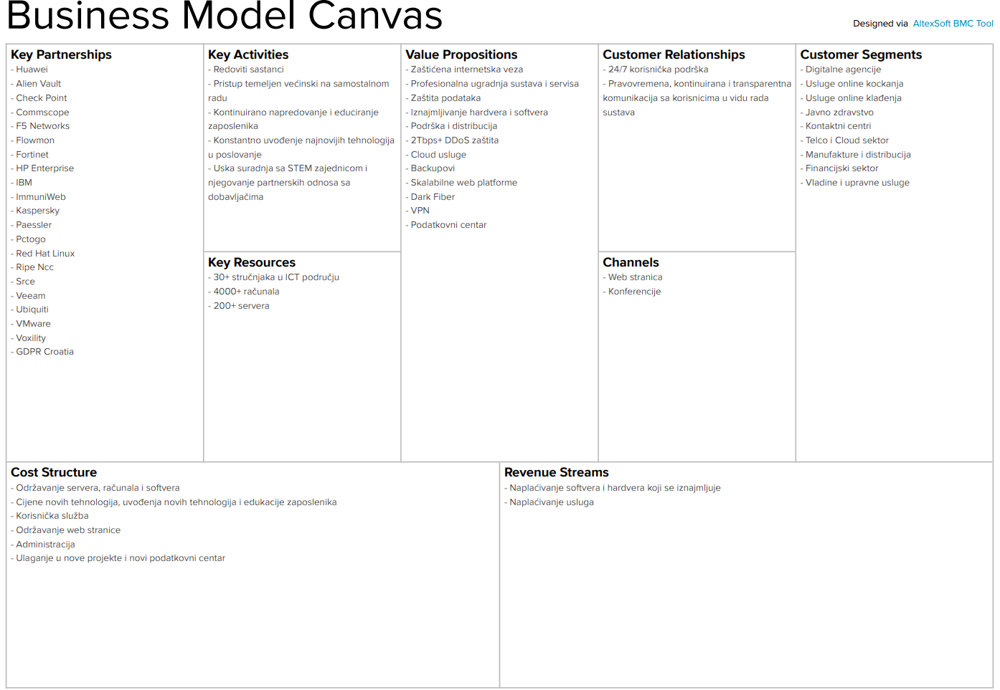 Business Model Canvas
Designed via AltexSoft BMC Tool
Key Partnerships
- Huawei
- Alien Vault
- Check Point
- Commscope
- F5 Networks
- Flowmon
- Fortinet
- HP Enterprise
- IBM
- ImmuniWeb
- Kaspersky
- Paessler
- Pctogo
- Red Hat Linux
- Ripe Ncc
- Srce
- Veeam
- Ubiquiti
- VMware
- Voxility
- GDPR Croatia
Key Activities
- Redoviti sastanci
- Pristup temeljen većinski na samostalnom
radu
- Kontinuirano napredovanje i educiranje
zaposlenika
- Konstantno uvođenje najnovijih tehnologija
u poslovanje
- Uska suradnja sa STEM zajednicom i
njegovanje partnerskih odnosa sa
dobavljačima
Key Resources
- 30+ stručnjaka u ICT području
- 4000+ računala
- 200+ servera
Value Propositions
- Zaštićena internetska veza
- Profesionalna ugradnja sustava i servisa
- Zaštita podataka
- Iznajmljivanje hardvera i softvera
- Podrška i distribucija
- 2Tbps+ DDoS zaštita
- Cloud usluge
- Backupovi
- Skalabilne web platforme
- Dark Fiber
- VPN
- Podatkovni centar
Customer Relationships
- 24/7 korisnička podrška
- Pravovremena, kontinuirana i transparentna
komunikacija sa korisnicima u vidu rada
sustava
Channels
- Web stranica
- Konferencije
Customer Segments
- Digitalne agencije
- Usluge online kockanja
- Usluge online klađenja
- Javno zdravstvo
- Kontaktni centri
- Telco i Cloud sektor
- Manufakture i distribucija
- Financijski sektor
- Vladine i upravne usluge
Cost Structure
- Održavanje servera, računala i softvera
- Cijene novih tehnologija, uvođenja novih tehnologija i edukacije zaposlenika
- Korisnička služba
- Održavanje web stranice
- Administracija
- Ulaganje u nove projekte i novi podatkovni centar
Revenue Streams
- Naplaćivanje softvera i hardvera koji se iznajmljuje
- Naplaćivanje usluga